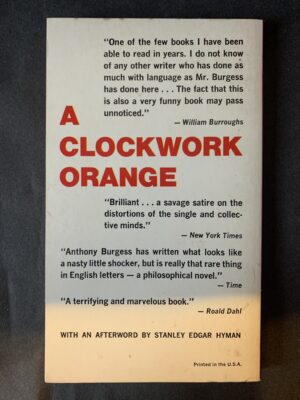 “One of the few books I have been
able to read in years. I do not know
of any other writer who has done as
much with language as Mr. Burgess
has done here . . . The fact that this
is also a very funny book may pass
unnoticed.”
— William Burroughs
A
CLOCKWORK
ORANGE
“Brilliant . . . a savage satire on the
distortions of the single and collec-
tive minds.”
— New York Times
“Anthony Burgess has written what looks like
a nasty little shocker, but is really that rare thing
in English letters — a philosophical novel.”
— Time
“A terrifying and marvelous book.”
— Roald Dahl
WITH AN AFTERWORD BY STANLEY EDGAR HYMAN
Printed in the U.S.A.